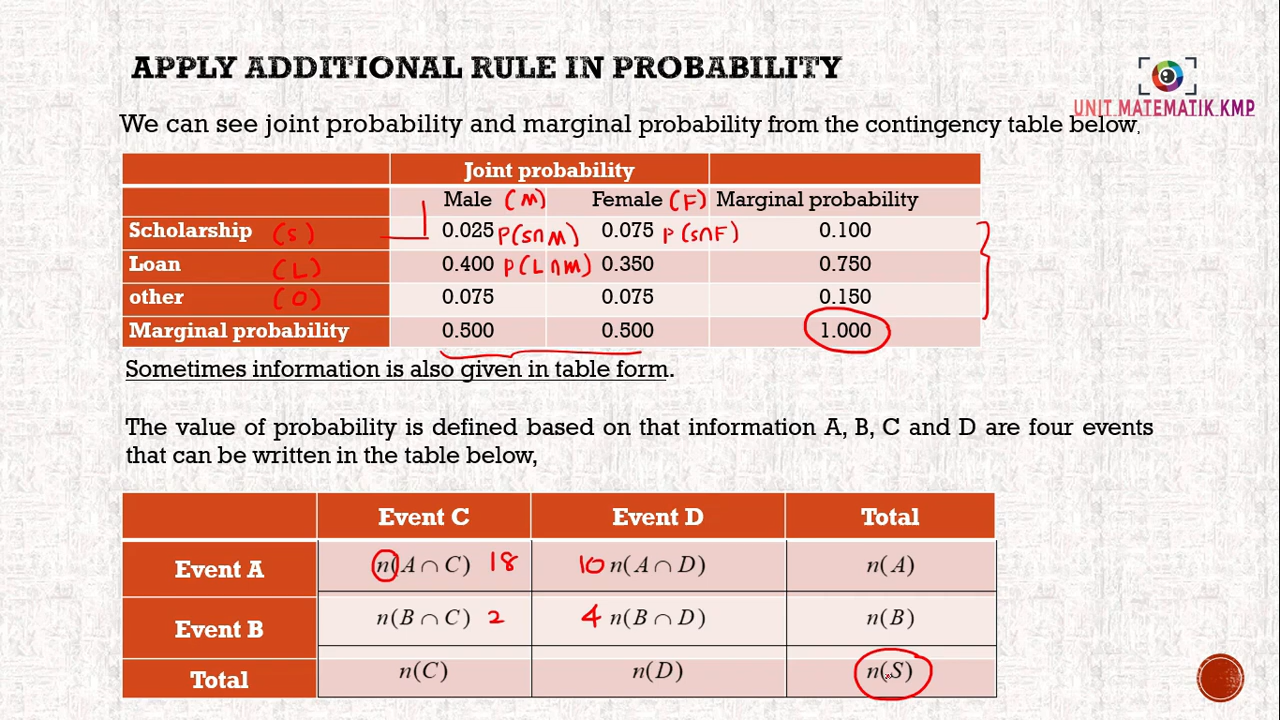 APPLY ADDITIONAL RULE IN PROBABILITY
UNIT MATEMATIK KMP
We can see joint probability and marginal probability from the contingency table below.
Joint probability
Male (M) Female (F) Marginal probability
Scholarship (S) 0.025 P(S∩M) 0.075 P(S∩F) 0.100
Loan (L) 0.400 P(L∩M) 0.350 0.750
other (O) 0.075 0.075 0.150
Marginal probability 0.500 0.500 1.000
Sometimes information is also given in table form.
The value of probability is defined based on that information A, B, C and D are four events
that can be written in the table below,
Event C Event D Total
Event A n(A ∩ C) 18 10 n(A ∩ D) n(A)
Event B n(B ∩ C) 2 4 n(B ∩ D) n(B)
Total n(C) n(D) n(S)